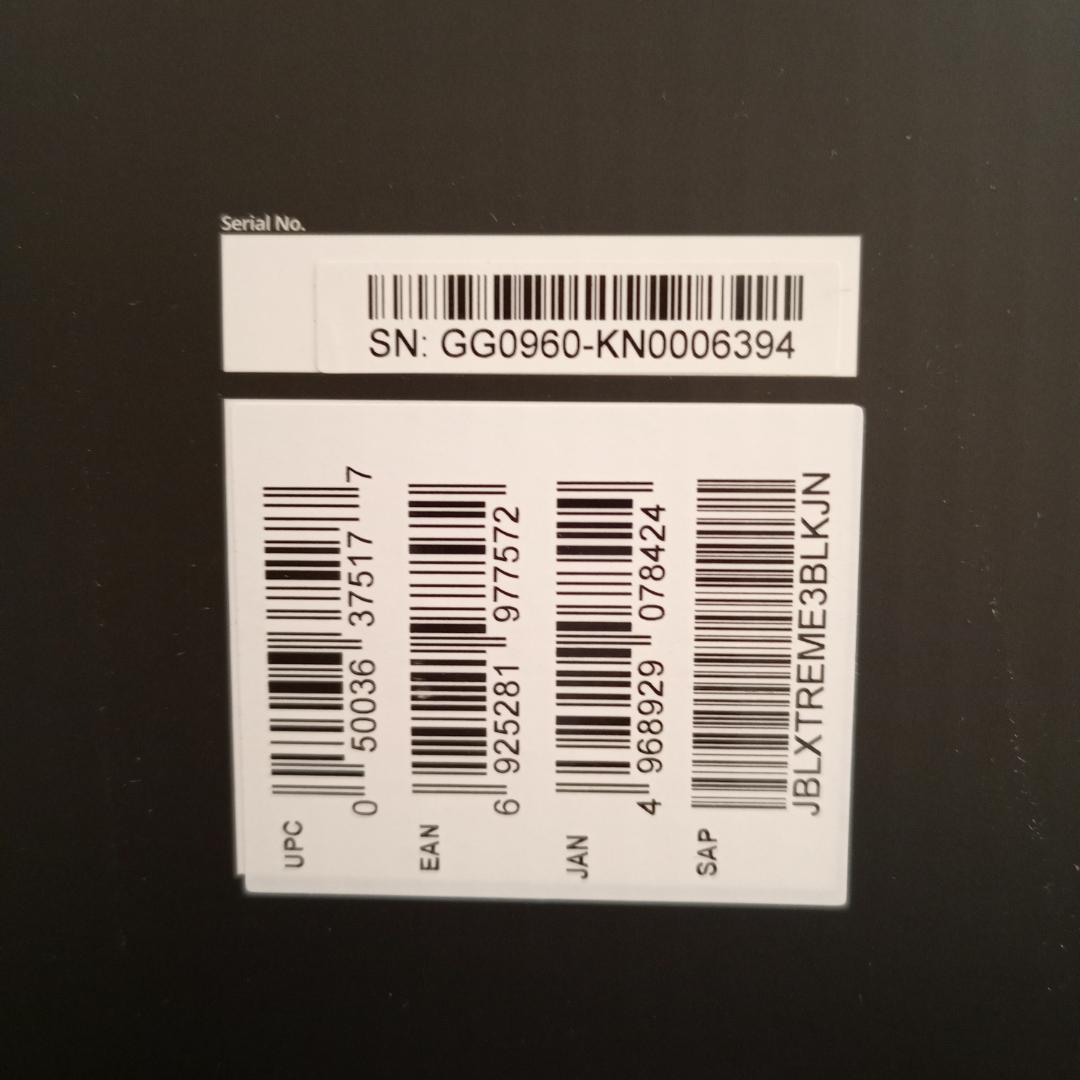 Serial No.
SN: GG0960-KN0006394
UPC
0 50036 37517 7
EAN
6 925281 977572
JAN
4 968929 078424
SAP
JBLXTREME3BLKJN